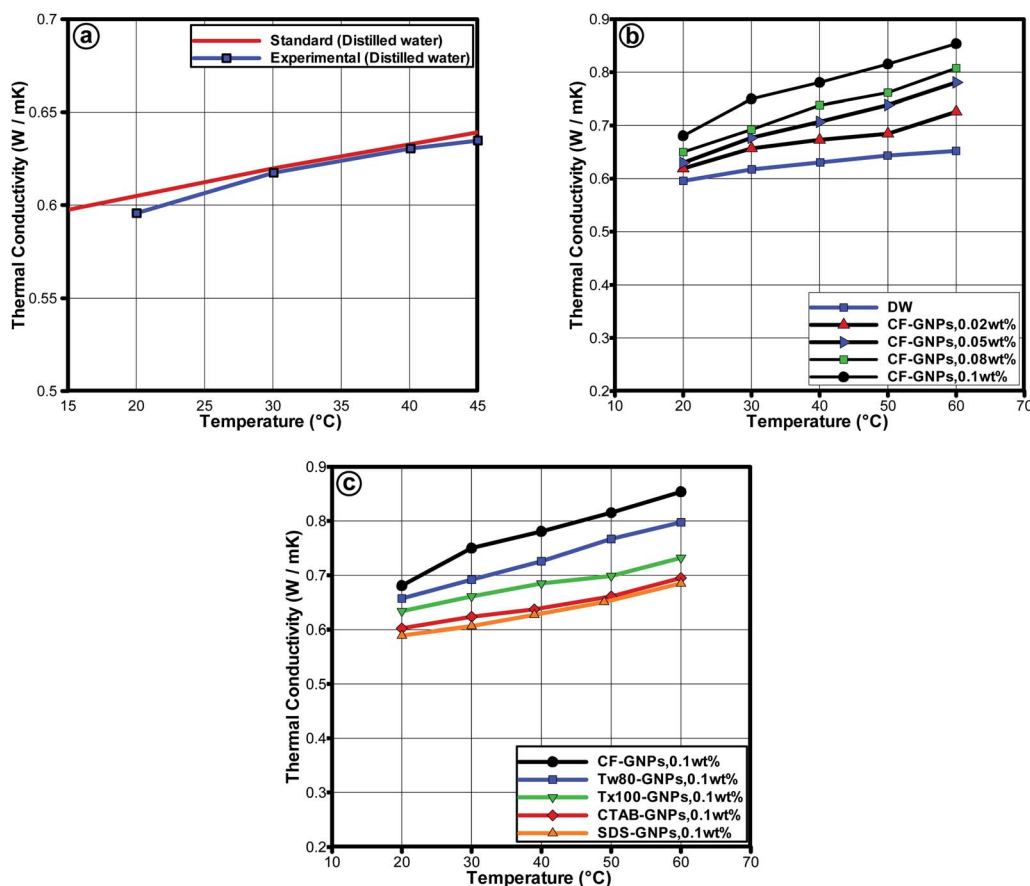 a
Standard (Distilled water)
Experimental (Distilled water)
Thermal Conductivity (W / mK)
0.7
0.65
0.6
0.55
0.5
15 20 25 30 35 40 45
Temperature (°C)
b
Thermal Conductivity (W / mK)
0.9
0.8
0.7
0.6
0.5
0.4
0.3
0.2
DW
CF-GNPs,0.02wt%
CF-GNPs,0.05wt%
CF-GNPs,0.08wt%
CF-GNPs,0.1wt%
10 20 30 40 50 60 70
Temperature (°C)
c
Thermal Conductivity (W / mK)
0.9
0.8
0.7
0.6
0.5
0.4
0.3
0.2
CF-GNPs,0.1wt%
Tw80-GNPs,0.1wt%
Tx100-GNPs,0.1wt%
CTAB-GNPs,0.1wt%
SDS-GNPs,0.1wt%
10 20 30 40 50 60 70
Temperature (°C)